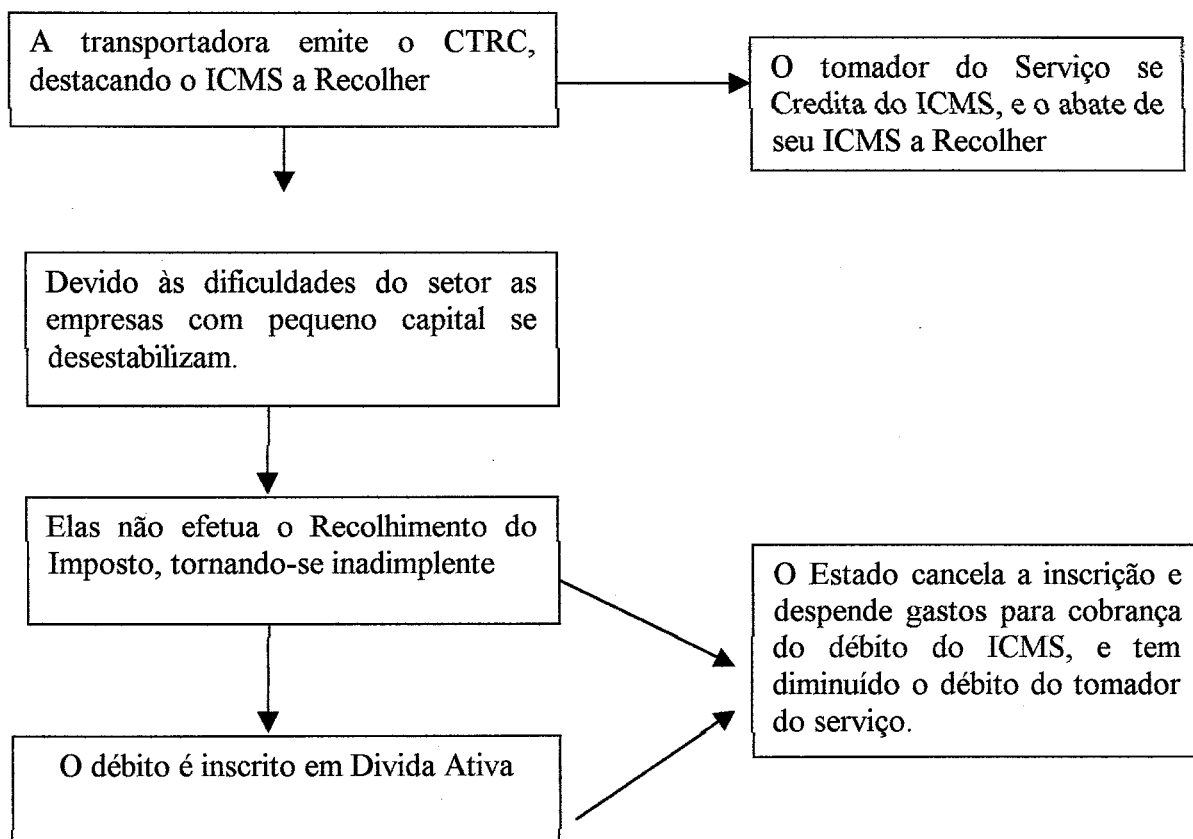 A transportadora emite o CTRC,
destacando o ICMS a Recolher
O tomador do Serviço se
Credita do ICMS, e o abate de
seu ICMS a Recolher
Devido às dificuldades do setor as
empresas com pequeno capital se
desestabilizam.
Elas não efetua o Recolhimento do
Imposto, tornando-se inadimplente
O Estado cancela a inscrição e
despende gastos para cobrança
do débito do ICMS, e tem
diminuído o débito do tomador
do serviço.
O débito é inscrito em Divida Ativa